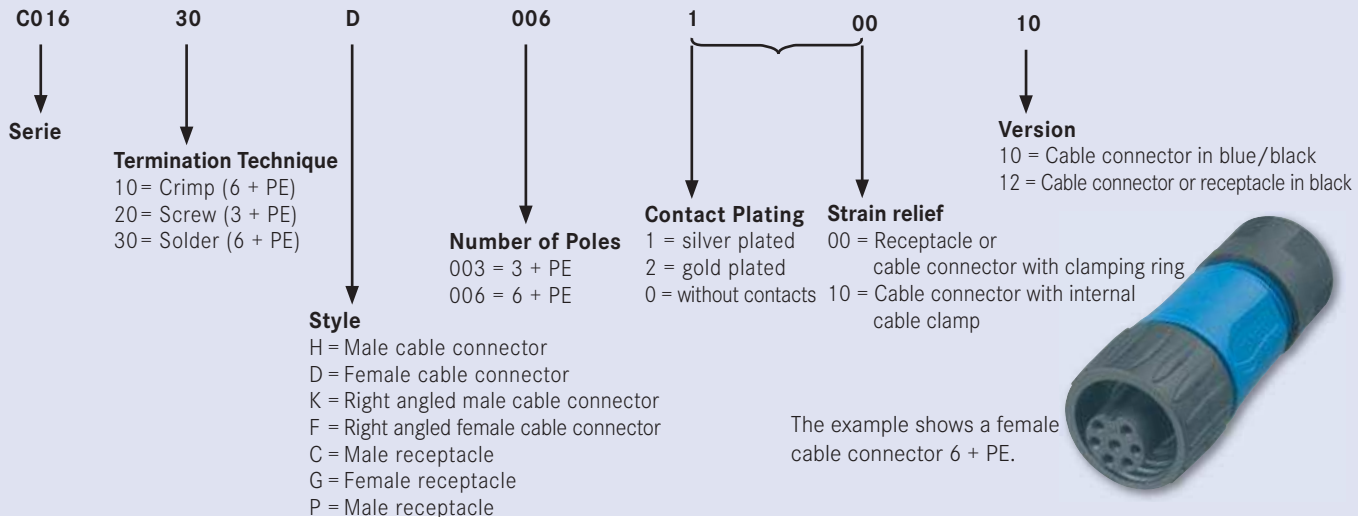 C016 30 D 006 1 00 10
Serie
Termination Technique
10= Crimp (6 + PE)
20= Screw (3 + PE)
30= Solder (6 + PE)
Style
H = Male cable connector
D = Female cable connector
K = Right angled male cable connector
F = Right angled female cable connector
C = Male receptacle
G = Female receptacle
P = Male receptacle
Number of Poles
003 = 3 + PE
006 = 6 + PE
Contact Plating
1 = silver plated
2 = gold plated
0 = without contacts
Strain relief
00 = Receptacle or
cable connector with clamping ring
10 = Cable connector with internal
cable clamp
Version
10 = Cable connector in blue/black
12 = Cable connector or receptacle in black
The example shows a female
cable connector 6 + PE.